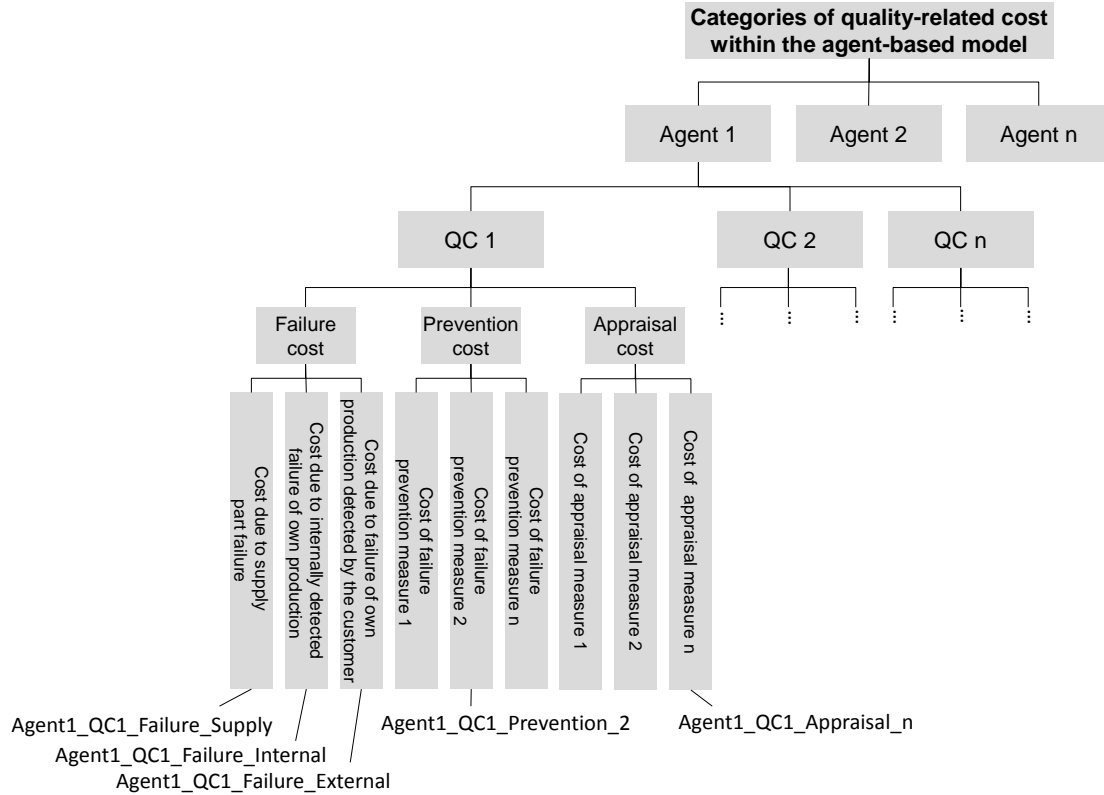 Categories of quality-related cost
within the agent-based model
Agent 1
Agent 2
Agent n
QC 1
QC 2
QC n
...
...
...
...
...
...
Failure
cost
Prevention
cost
Appraisal
cost
Cost due to supply
part failure
Cost due to internally detected
failure of own production
Cost due to failure of own
production detected by the customer
Cost of failure
prevention measure 1
Cost of failure
prevention measure 2
Cost of failure
prevention measure n
Cost of appraisal measure 1
Cost of appraisal measure 2
Cost of appraisal measure n
Agent1_QC1_Failure_Supply
Agent1_QC1_Failure_Internal
Agent1_QC1_Failure_External
Agent1_QC1_Prevention_2
Agent1_QC1_Appraisal_n